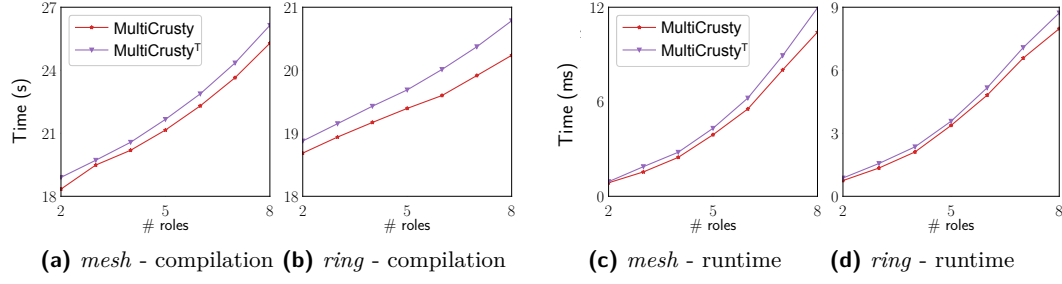 Time (s)
27
24
21
18
MultiCrusty
MultiCrustyᵀ
2
5
8
# roles
(a) mesh - compilation
21
20
19
18
2
5
8
# roles
(b) ring - compilation
Time (ms)
12
6
0
MultiCrusty
MultiCrustyᵀ
2
5
8
# roles
(c) mesh - runtime
9
6
3
0
2
5
8
# roles
(d) ring - runtime